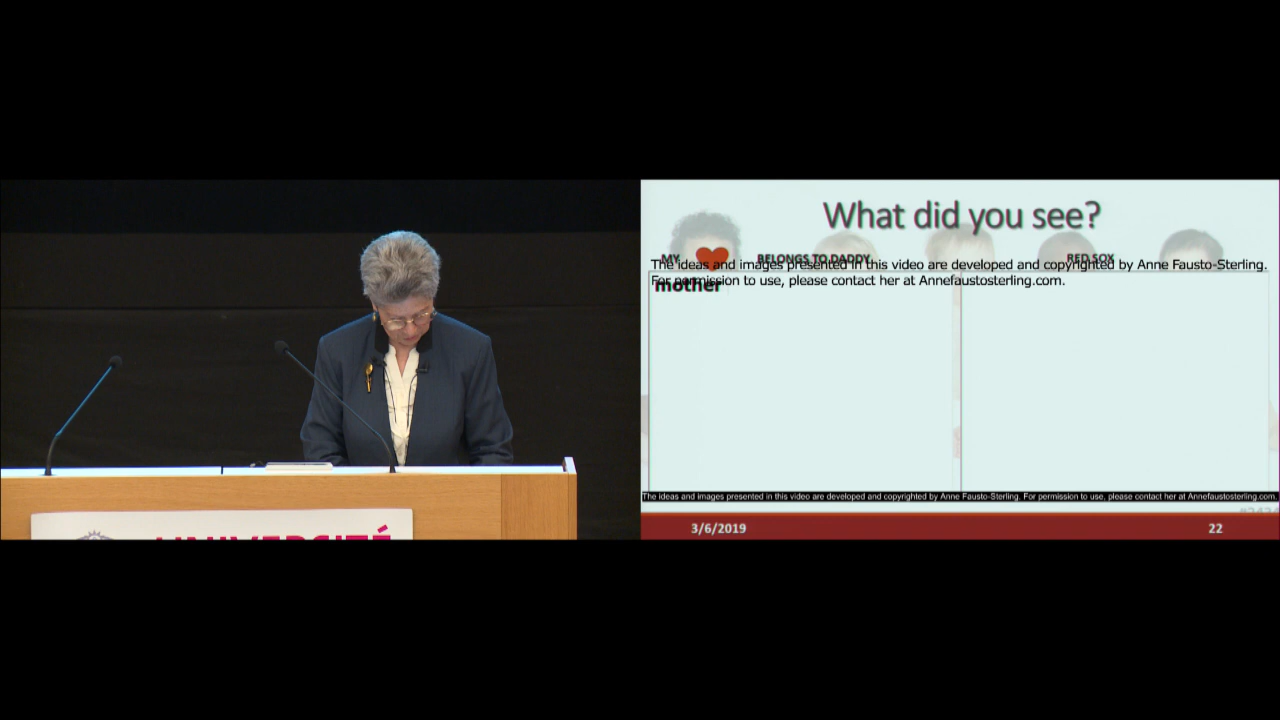 UNIVERSITÉ
What did you see?
MY BELONGS TO DADDY
RED SOX
The ideas and images presented in this video are developed and copyrighted by Anne Fausto-Sterling.
For permission to use, please contact her at Annefaustosterling.com.
mother
The ideas and images presented in this video are developed and copyrighted by Anne Fausto-Sterling. For permission to use, please contact her at Annefaustosterling.com.
3/6/2019
22